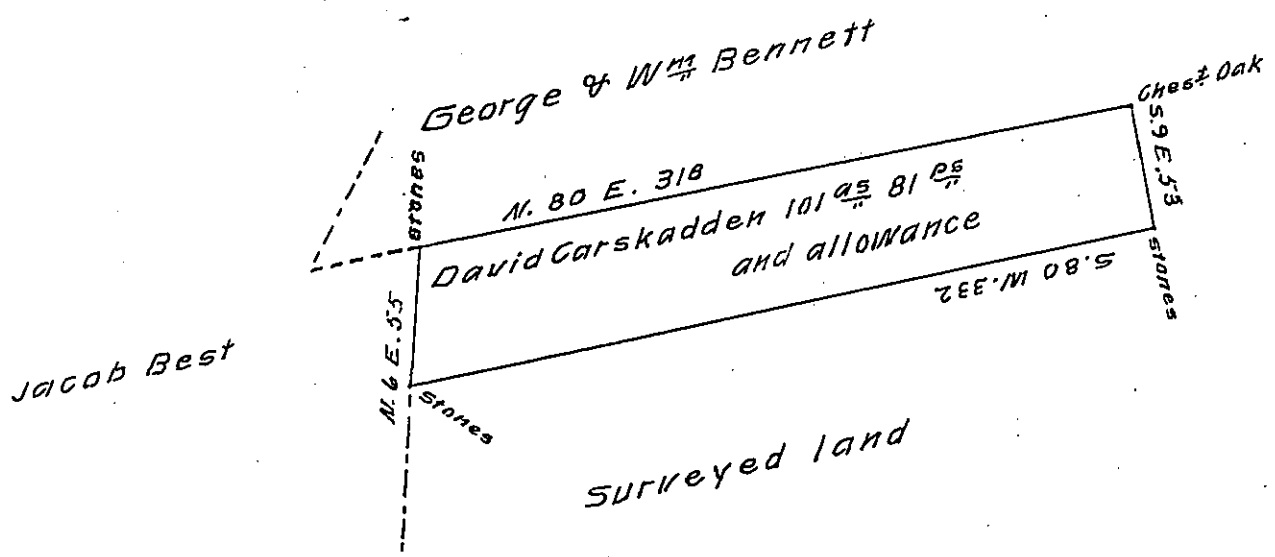 George & Wm Bennett
Chest Oak
stones
N. 80 E. 318
S.9 E.53
David Carskadden 101 as 81 ps
and allowance
S.80 W.332
stones
N.6 E.55
Jacob Best
Stones
Surveyed land